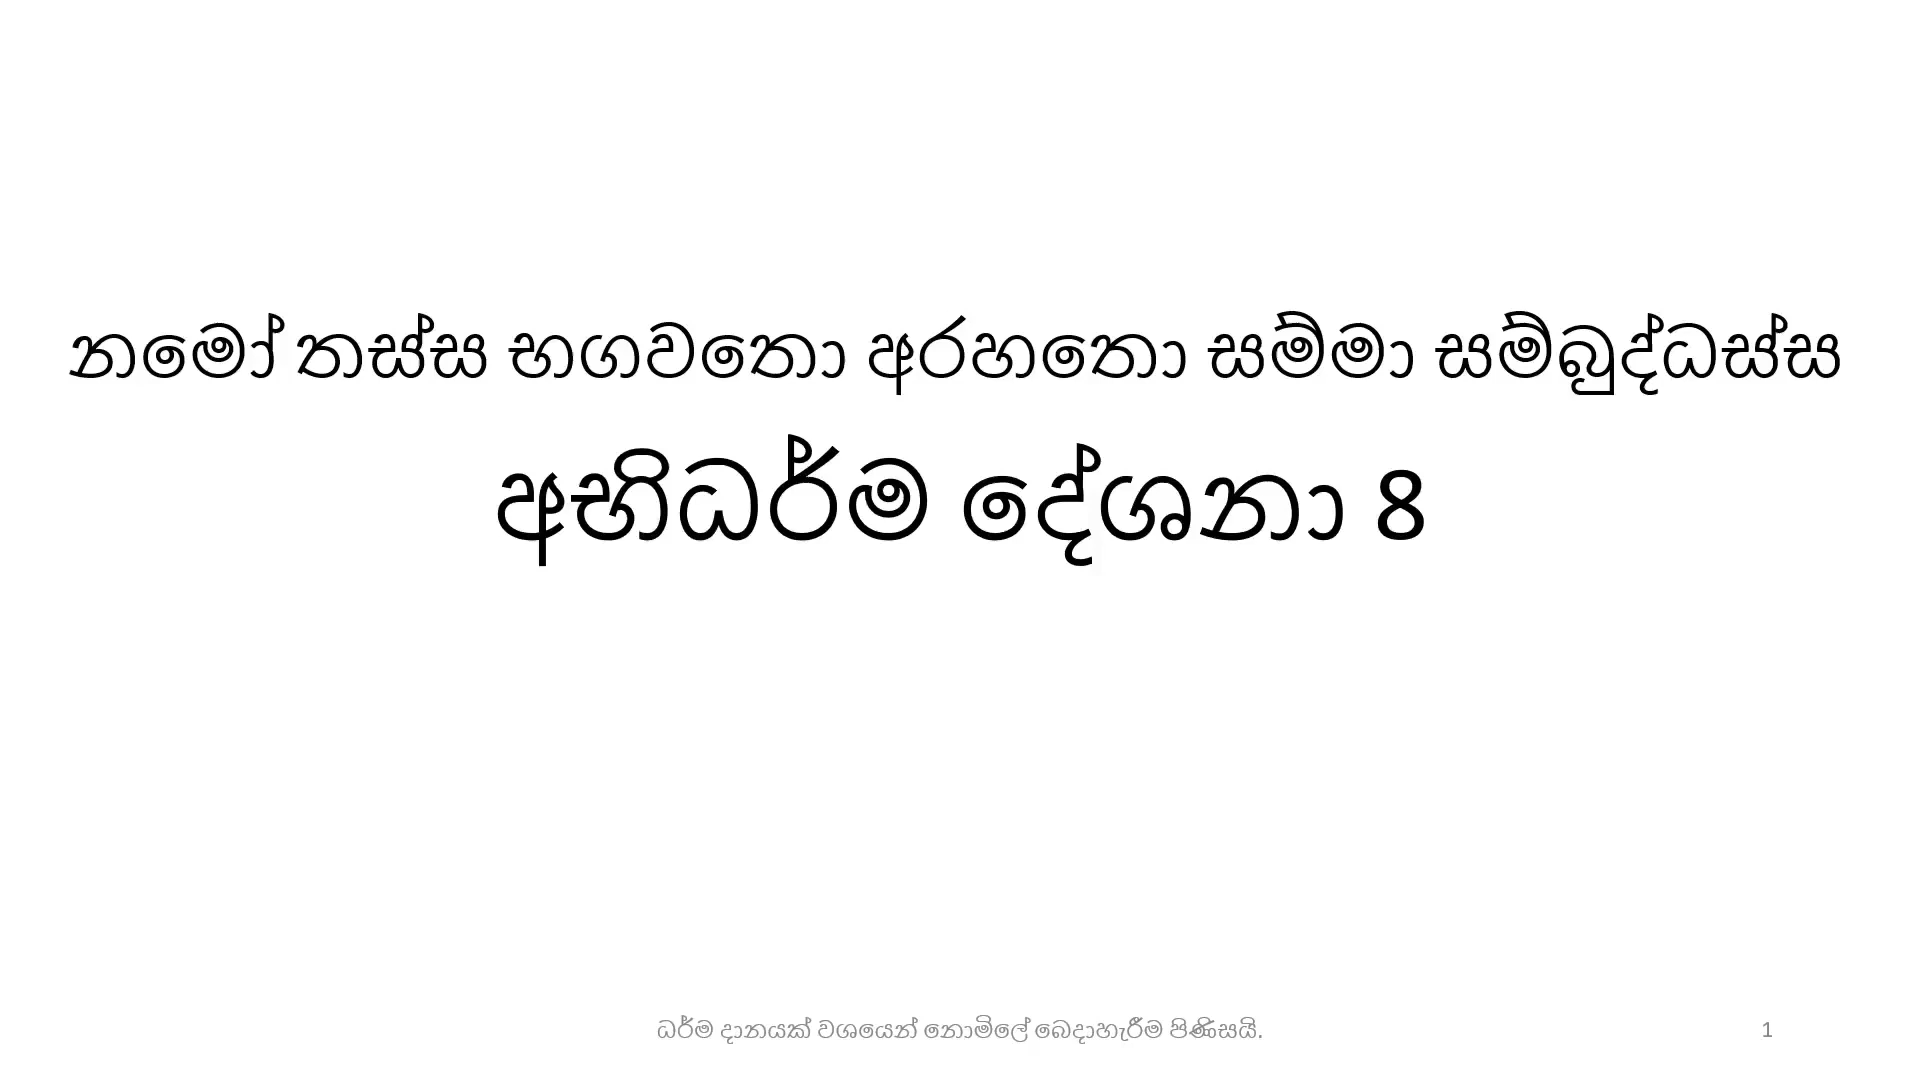 නමෝ තස්ස භගවතො අරහතො සම්මා සම්බුද්ධස්ස
අභිධර්ම දේශනා 8
ධර්ම දානයක් වශයෙන් නොමිලේ බෙදාහැරීම පිණිසයි.
1